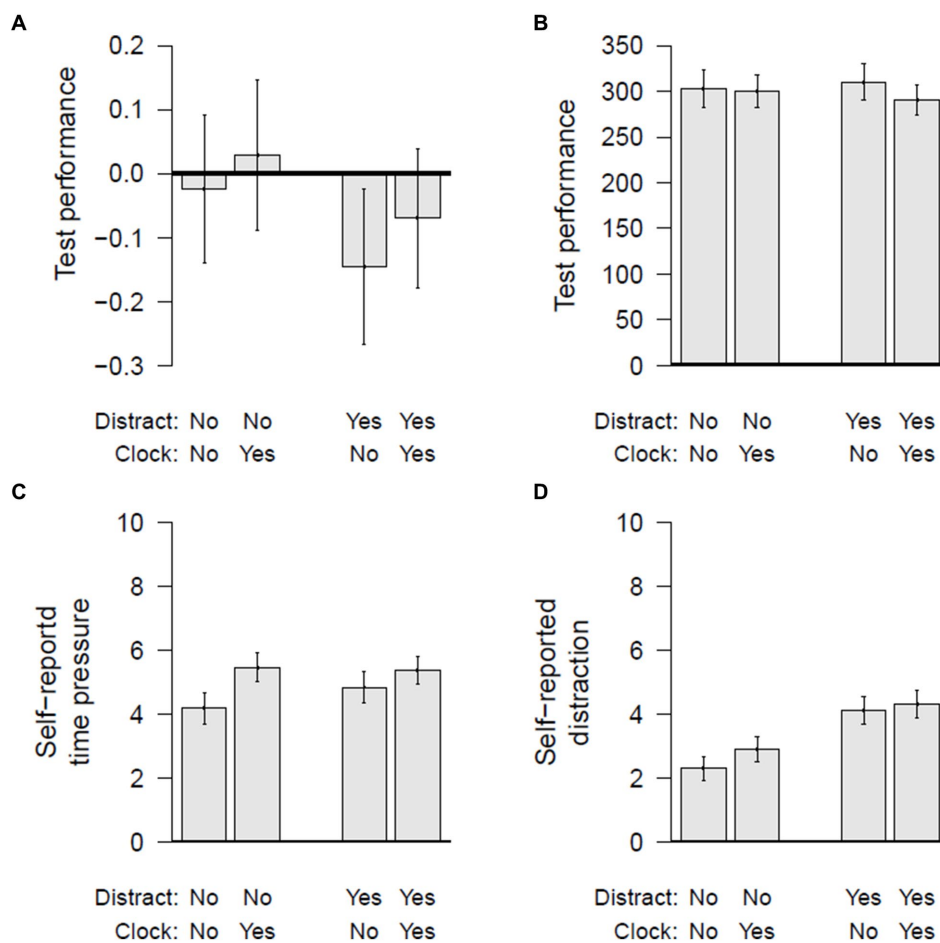 A
Test performance
0.2
0.1
0.0
−0.1
−0.2
−0.3
Distract: No No Yes Yes
Clock: No Yes No Yes
B
Test performance
350
300
250
200
150
100
50
0
Distract: No No Yes Yes
Clock: No Yes No Yes
C
Self−reportd
time pressure
10
8
6
4
2
0
Distract: No No Yes Yes
Clock: No Yes No Yes
D
Self−reported
distraction
10
8
6
4
2
0
Distract: No No Yes Yes
Clock: No Yes No Yes